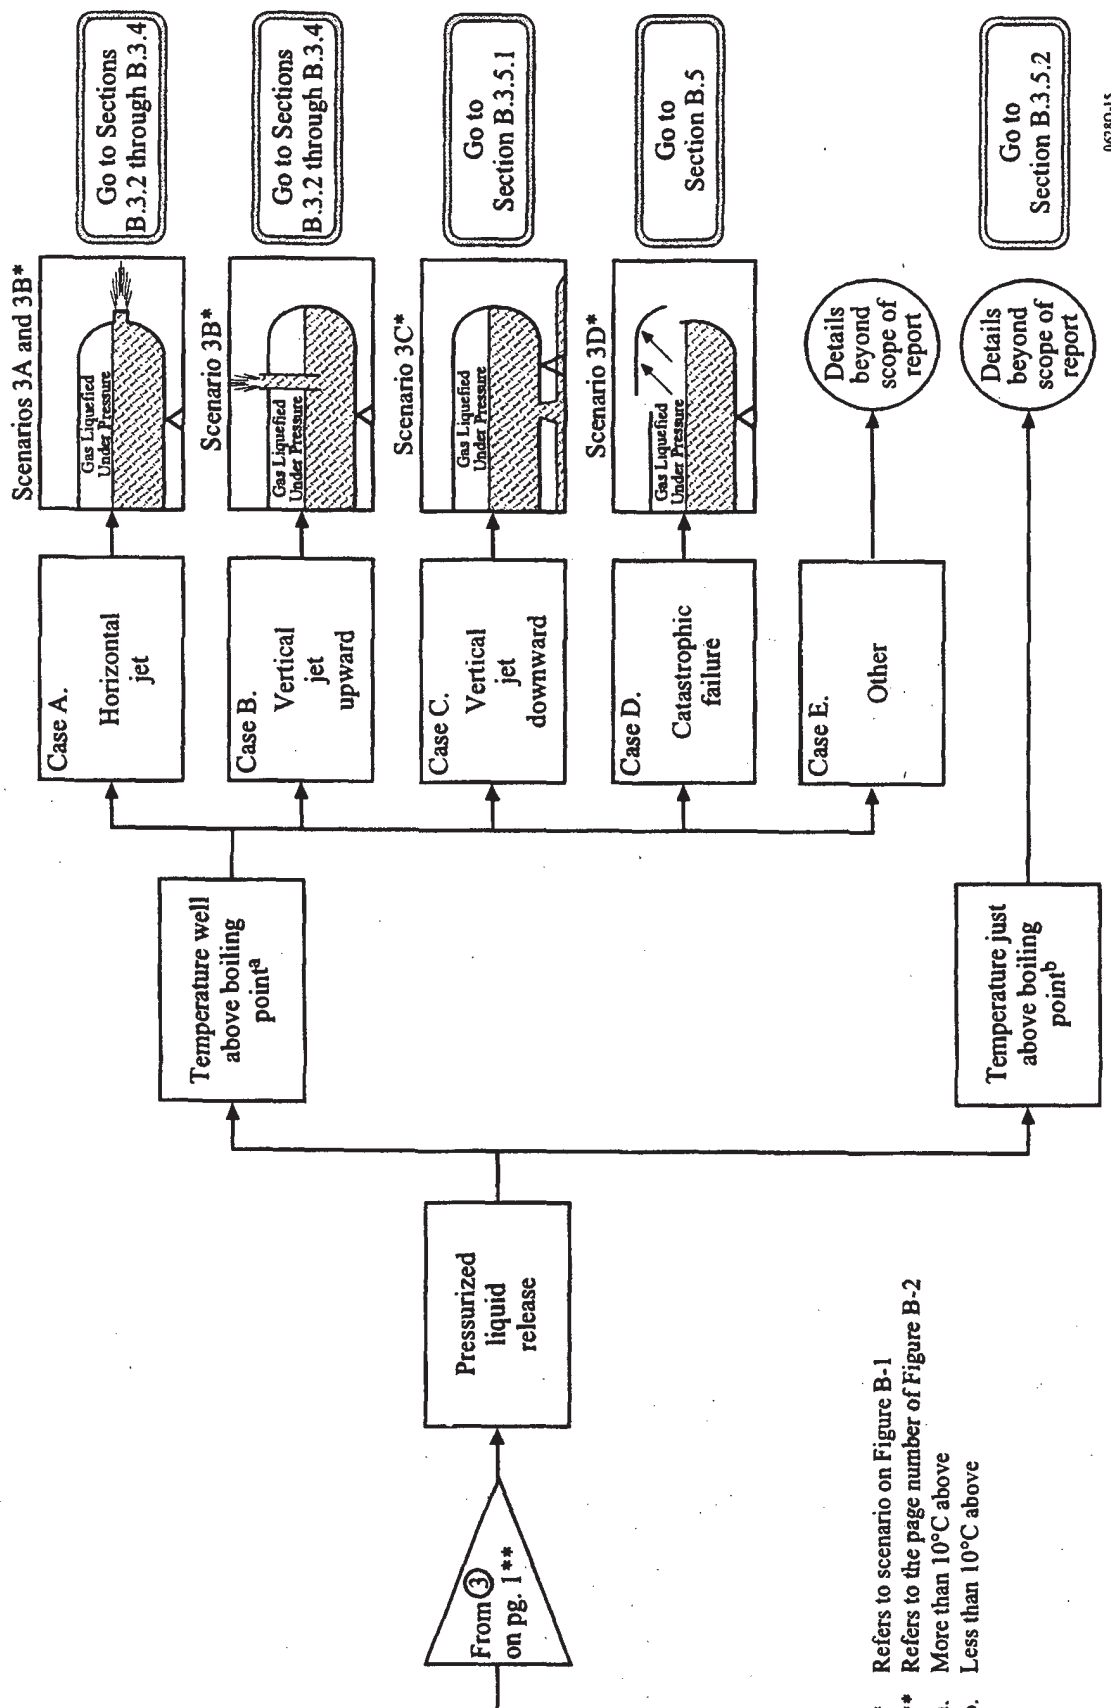 From ③
on pg. 1**
Pressurized
liquid
release
Temperature well
above boiling
pointᵃ
Temperature just
above boiling
pointᵇ
Case A.
Horizontal
jet
Scenarios 3A and 3B*
Gas Liquefied
Under Pressure
Go to Sections
B.3.2 through B.3.4
Case B.
Vertical
jet
upward
Scenario 3B*
Gas Liquefied
Under Pressure
Go to Sections
B.3.2 through B.3.4
Case C.
Vertical
jet
downward
Scenario 3C*
Gas Liquefied
Under Pressure
Go to
Section B.3.5.1
Case D.
Catastrophic
failure
Scenario 3D*
Gas Liquefied
Under Pressure
Go to
Section B.5
Case E.
Other
Details
beyond
scope of
report
Details
beyond
scope of
report
Go to
Section B.3.5.2
* Refers to scenario on Figure B-1
** Refers to the page number of Figure B-2
a. More than 10°C above
b. Less than 10°C above